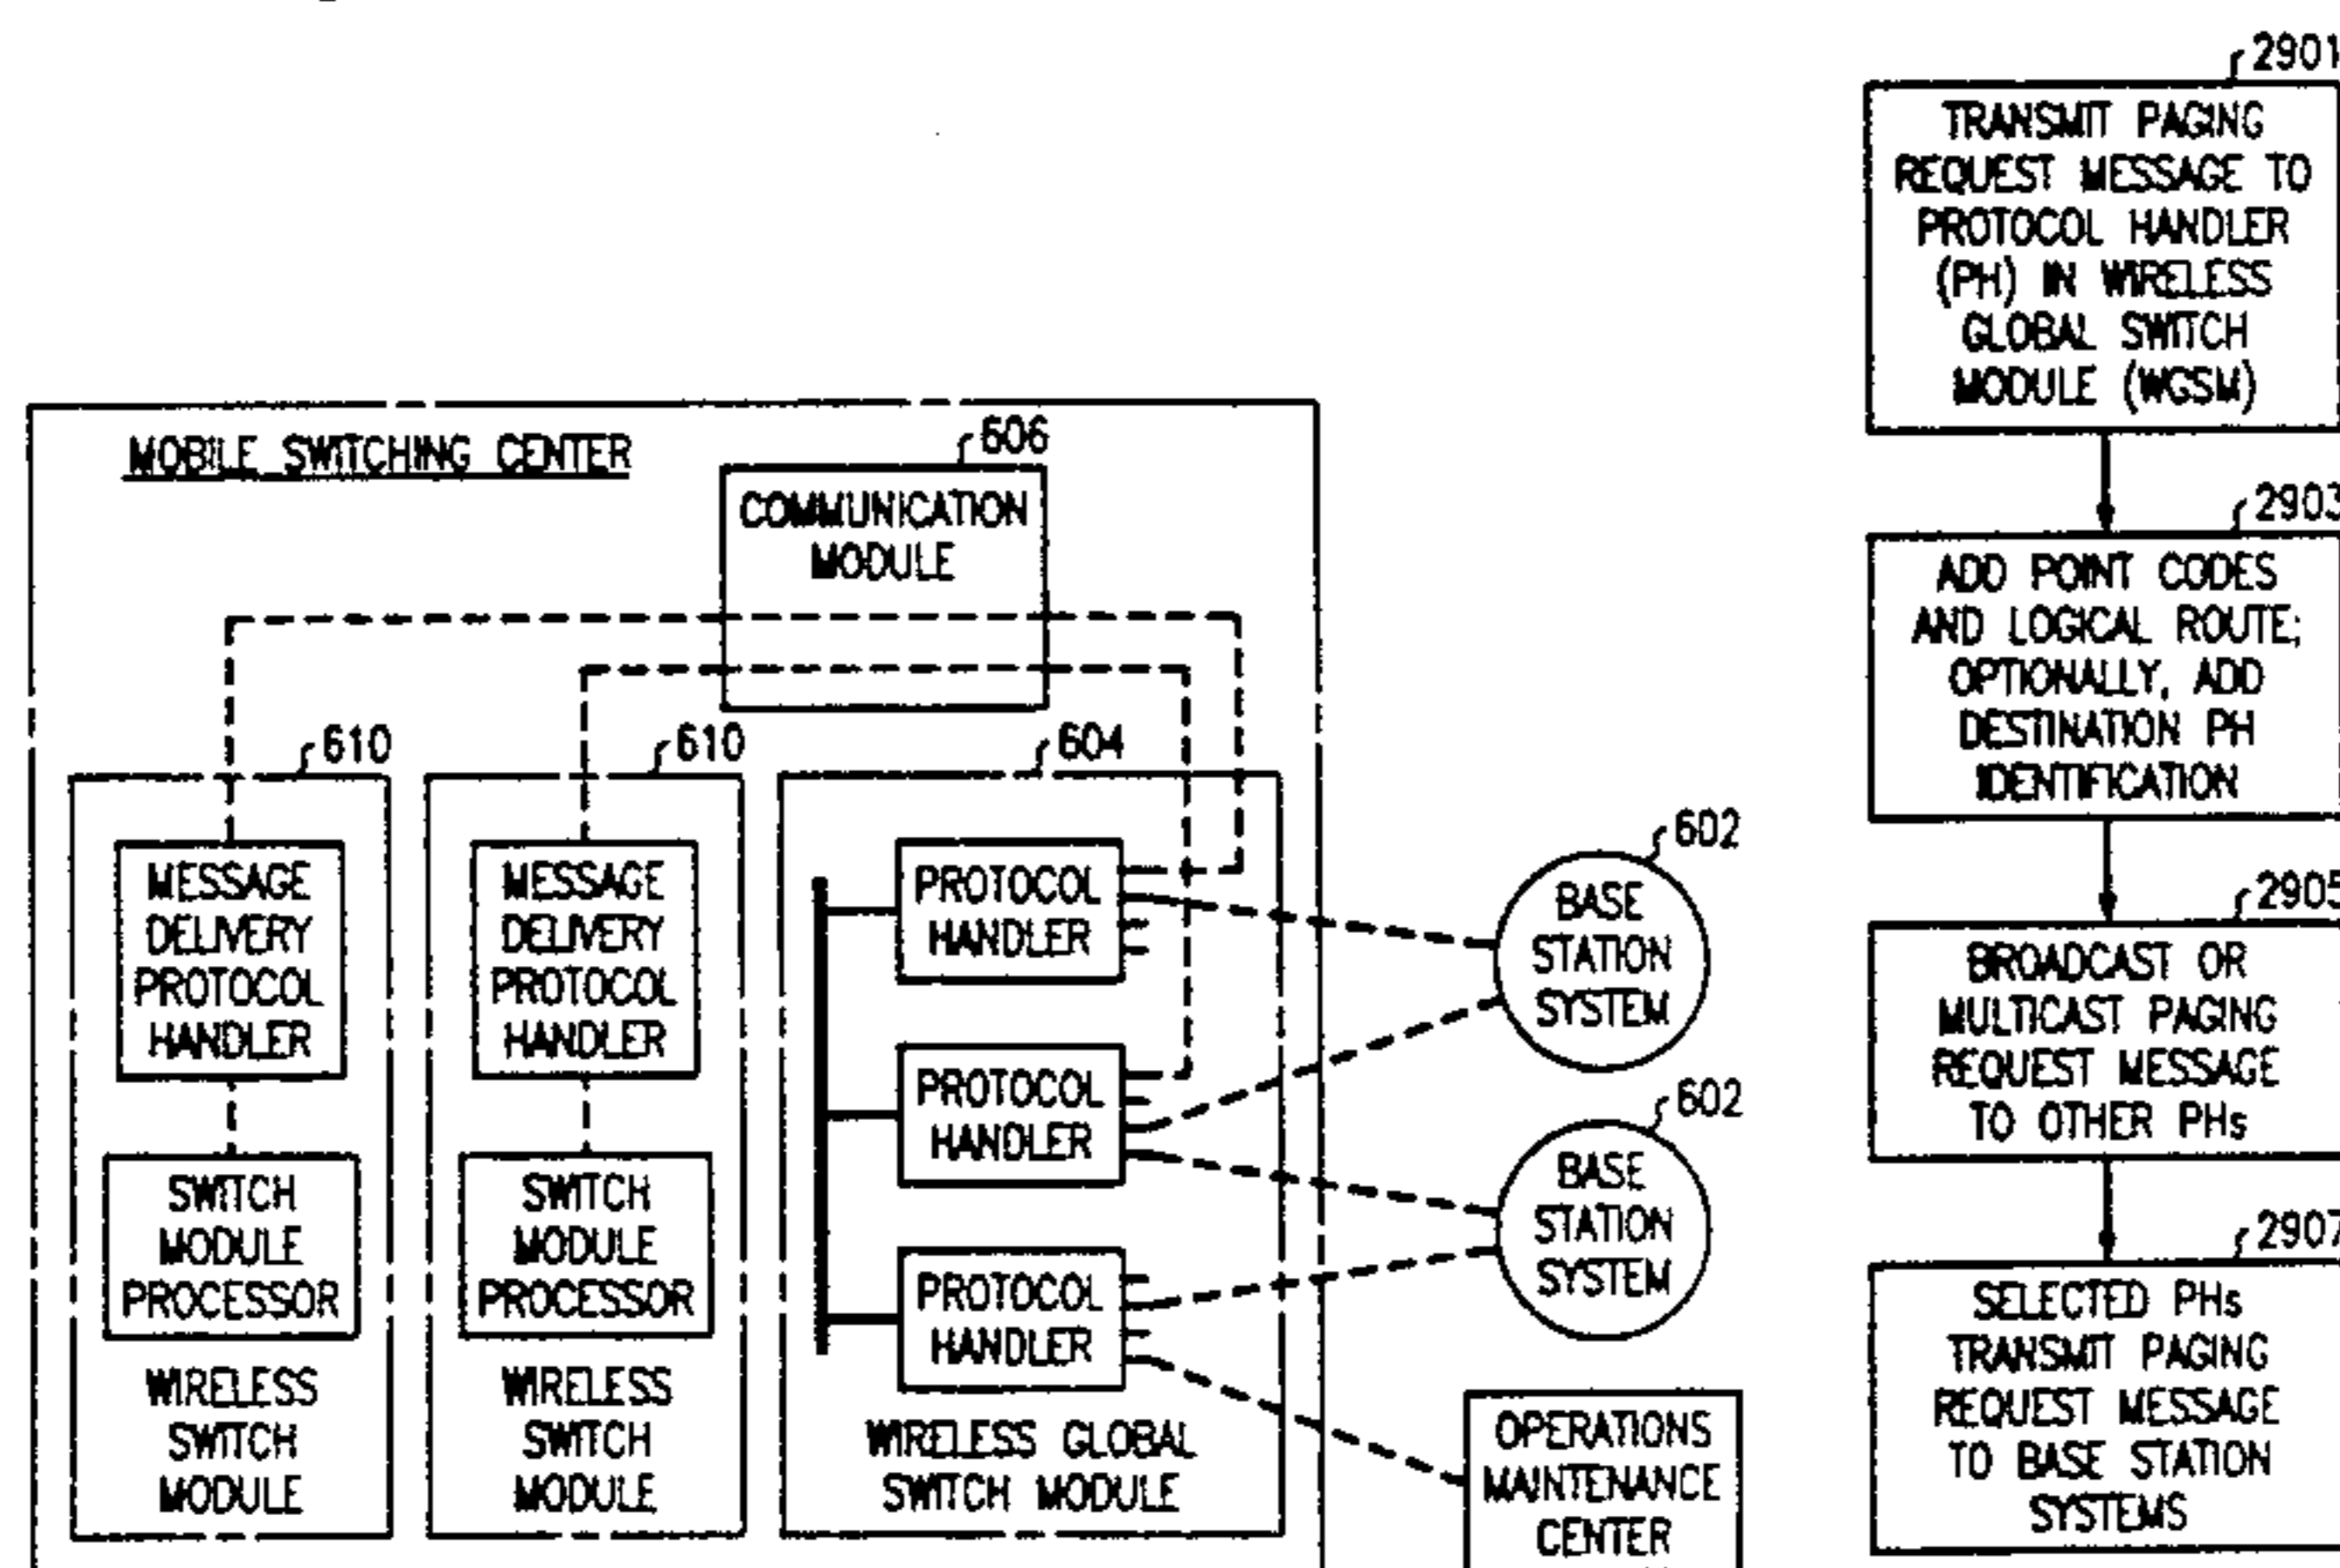 MOBILE SWITCHING CENTER
606
COMMUNICATION
MODULE
610
MESSAGE
DELIVERY
PROTOCOL
HANDLER
SWITCH
MODULE
PROCESSOR
WIRELESS
SWITCH
MODULE
610
MESSAGE
DELIVERY
PROTOCOL
HANDLER
SWITCH
MODULE
PROCESSOR
WIRELESS
SWITCH
MODULE
604
PROTOCOL
HANDLER
PROTOCOL
HANDLER
PROTOCOL
HANDLER
WIRELESS GLOBAL
SWITCH MODULE
602
BASE
STATION
SYSTEM
602
BASE
STATION
SYSTEM
OPERATIONS
MAINTENANCE
CENTER
2901
TRANSMIT PAGING
REQUEST MESSAGE TO
PROTOCOL HANDLER
(PH) IN WIRELESS
GLOBAL SWITCH
MODULE (WGSM)
2903
ADD POINT CODES
AND LOGICAL ROUTE;
OPTIONALLY, ADD
DESTINATION PH
IDENTIFICATION
2905
BROADCAST OR
MULTICAST PAGING
REQUEST MESSAGE
TO OTHER PHs
2907
SELECTED PHs
TRANSMIT PAGING
REQUEST MESSAGE
TO BASE STATION
SYSTEMS